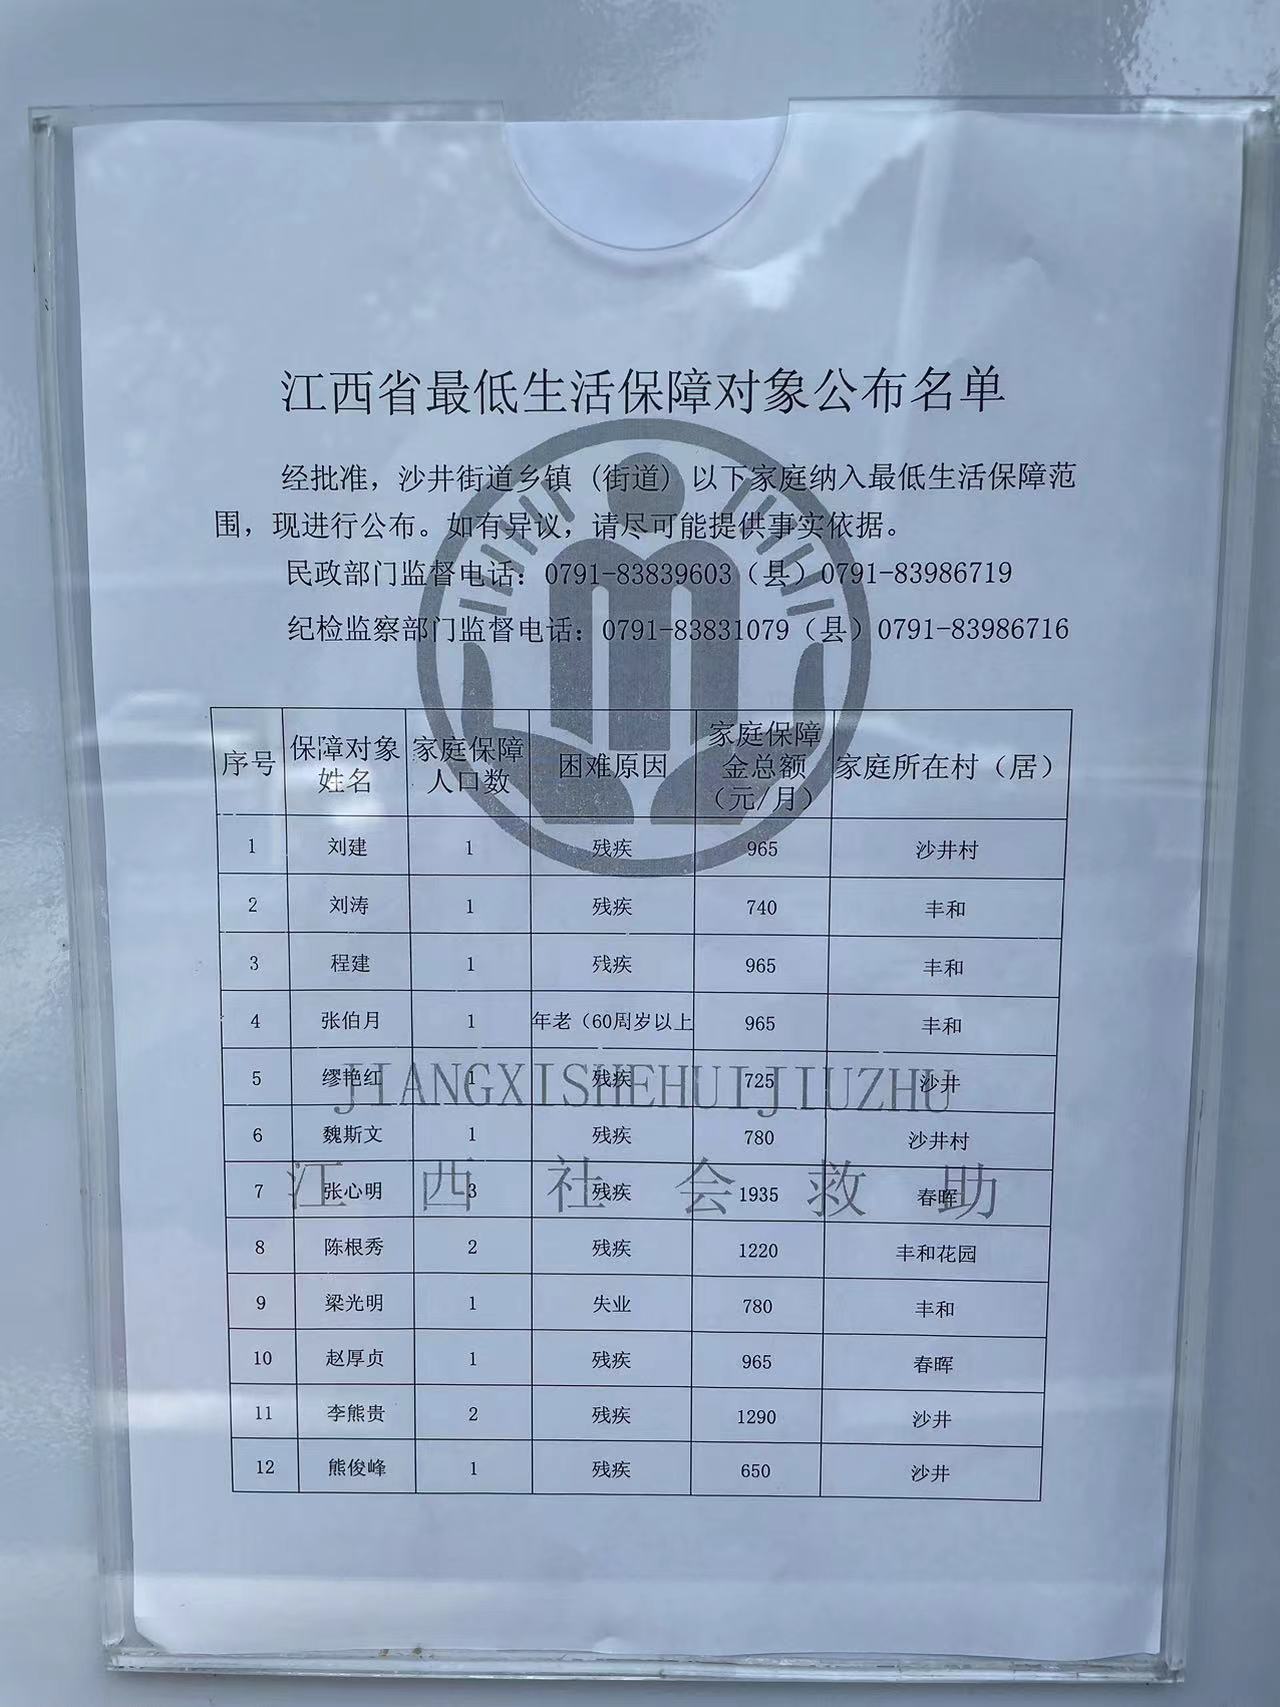 江西省最低生活保障对象公布名单
经批准，沙井街道乡镇（街道）以下家庭纳入最低生活保障范
围，现进行公布。如有异议，请尽可能提供事实依据。
民政部门监督电话：0791-83839603（县）0791-83986719
纪检监察部门监督电话：0791-83831079（县）0791-83986716
序号 保障对象姓名 家庭保障人口数 困难原因 家庭保障金总额（元/月） 家庭所在村（居）
1 刘建 1 残疾 965 沙井村
2 刘涛 1 残疾 740 丰和
3 程建 1 残疾 965 丰和
4 张伯月 1 年老（60周岁以上 965 丰和
5 缪艳红 1 残疾 725 沙井
JIANGXISHEHUIJIUZHU
6 魏斯文 1 残疾 780 沙井村
7 张心明 3 残疾 1935 春晖
江西社会救助
8 陈根秀 2 残疾 1220 丰和花园
9 梁光明 1 失业 780 丰和
10 赵厚贞 1 残疾 965 春晖
11 李熊贵 2 残疾 1290 沙井
12 熊俊峰 1 残疾 650 沙井